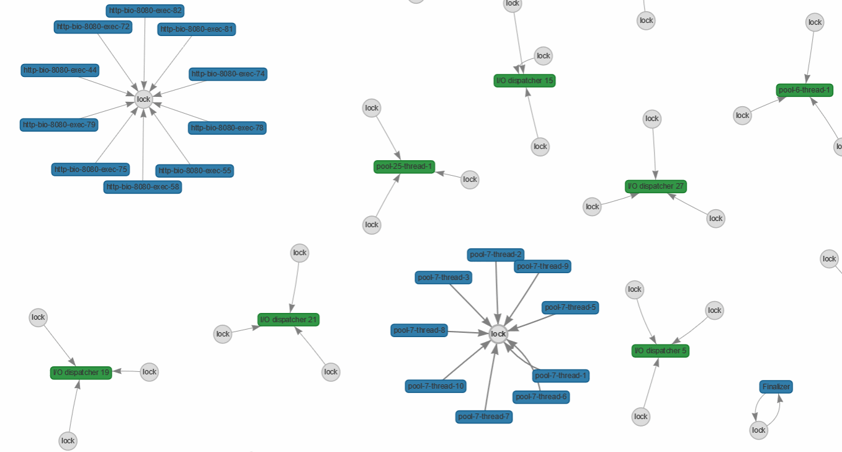 http-bio-8080-exec-82
http-bio-8080-exec-72
http-bio-8080-exec-81
http-bio-8080-exec-44
http-bio-8080-exec-74
lock
http-bio-8080-exec-79
http-bio-8080-exec-78
http-bio-8080-exec-75
http-bio-8080-exec-55
http-bio-8080-exec-58
lock
lock
I/O dispatcher 15
lock
lock
lock
pool-6-thread-1
lock
lo
lock
pool-25-thread-1
lock
lock
lock
I/O dispatcher 27
lock
lock
lock
lock
I/O dispatcher 21
lock
lock
lock
I/O dispatcher 19
lock
lock
pool-7-thread-2
pool-7-thread-9
pool-7-thread-3
pool-7-thread-5
pool-7-thread-8
lock
pool-7-thread-1
pool-7-thread-10
pool-7-thread-6
pool-7-thread-7
lock
lock
I/O dispatcher 5
lock
lock
Finalizer
lock